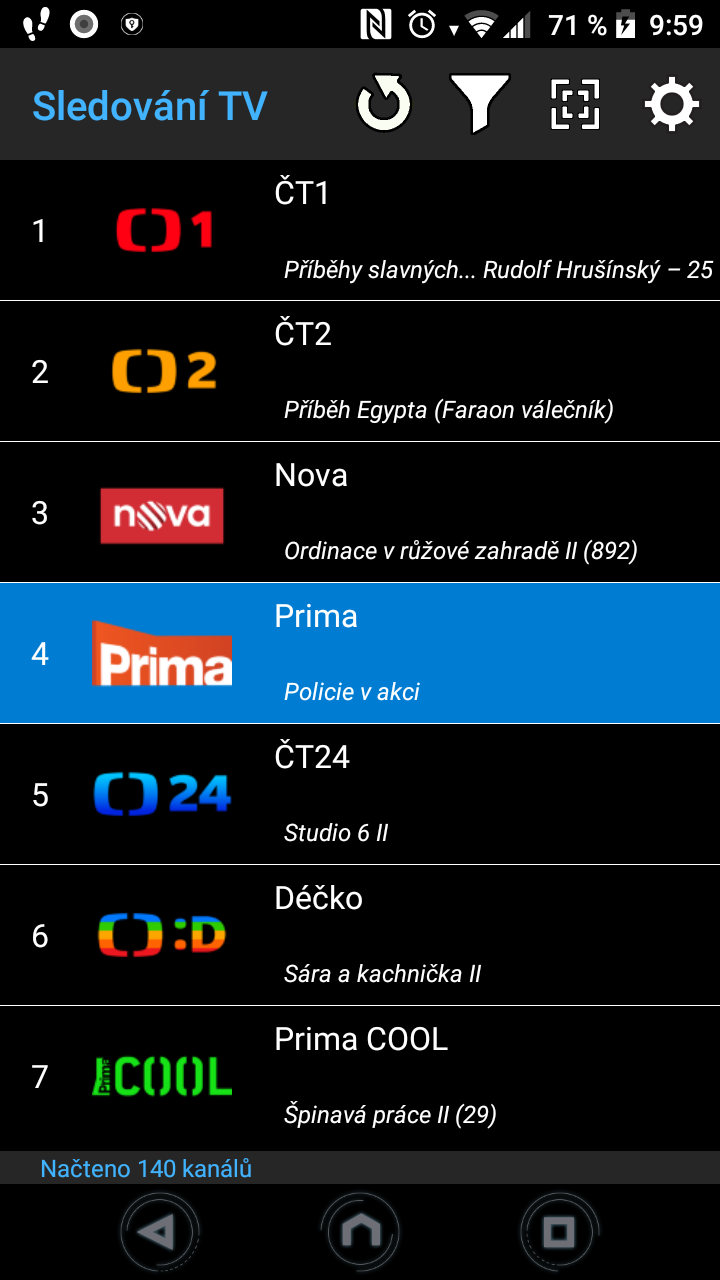 71 % 9:59
Sledování TV
ČT1
1
1
Příběhy slavných... Rudolf Hrušínský – 25
ČT2
2
2
Příběh Egypta (Faraon válečník)
Nova
3
nova
Ordinace v růžové zahradě II (892)
Prima
4
Prima
Policie v akci
ČT24
5
24
Studio 6 II
Déčko
6
:D
Sára a kachnička II
Prima COOL
7
Prima COOL
Špinavá práce II (29)
Načteno 140 kanálů